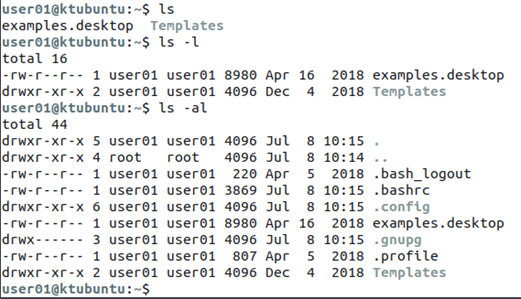 user01@ktubuntu:~$ ls
examples.desktop  Templates
user01@ktubuntu:~$ ls -l
total 16
-rw-r--r-- 1 user01 user01 8980 Apr 16  2018 examples.desktop
drwxr-xr-x 2 user01 user01 4096 Dec  4  2018 Templates
user01@ktubuntu:~$ ls -al
total 44
drwxr-xr-x 5 user01 user01 4096 Jul  8 10:15 .
drwxr-xr-x 4 root   root   4096 Jul  8 10:14 ..
-rw-r--r-- 1 user01 user01  220 Apr  5  2018 .bash_logout
-rw-r--r-- 1 user01 user01 3869 Jul  8 10:15 .bashrc
drwxr-xr-x 6 user01 user01 4096 Jul  8 10:15 .config
-rw-r--r-- 1 user01 user01 8980 Apr 16  2018 examples.desktop
drwx------ 3 user01 user01 4096 Jul  8 10:15 .gnupg
-rw-r--r-- 1 user01 user01  807 Apr  5  2018 .profile
drwxr-xr-x 2 user01 user01 4096 Dec  4  2018 Templates
user01@ktubuntu:~$